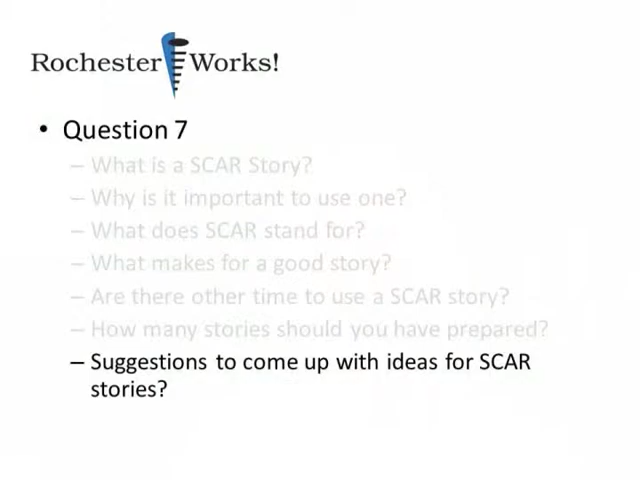 Rochester Works!
• Question 7
– What is a SCAR Story?
– Why is it important to use one?
– What does SCAR stand for?
– What makes for a good story?
– Are there other time to use a SCAR story?
– How many stories should you have prepared?
– Suggestions to come up with ideas for SCAR
stories?